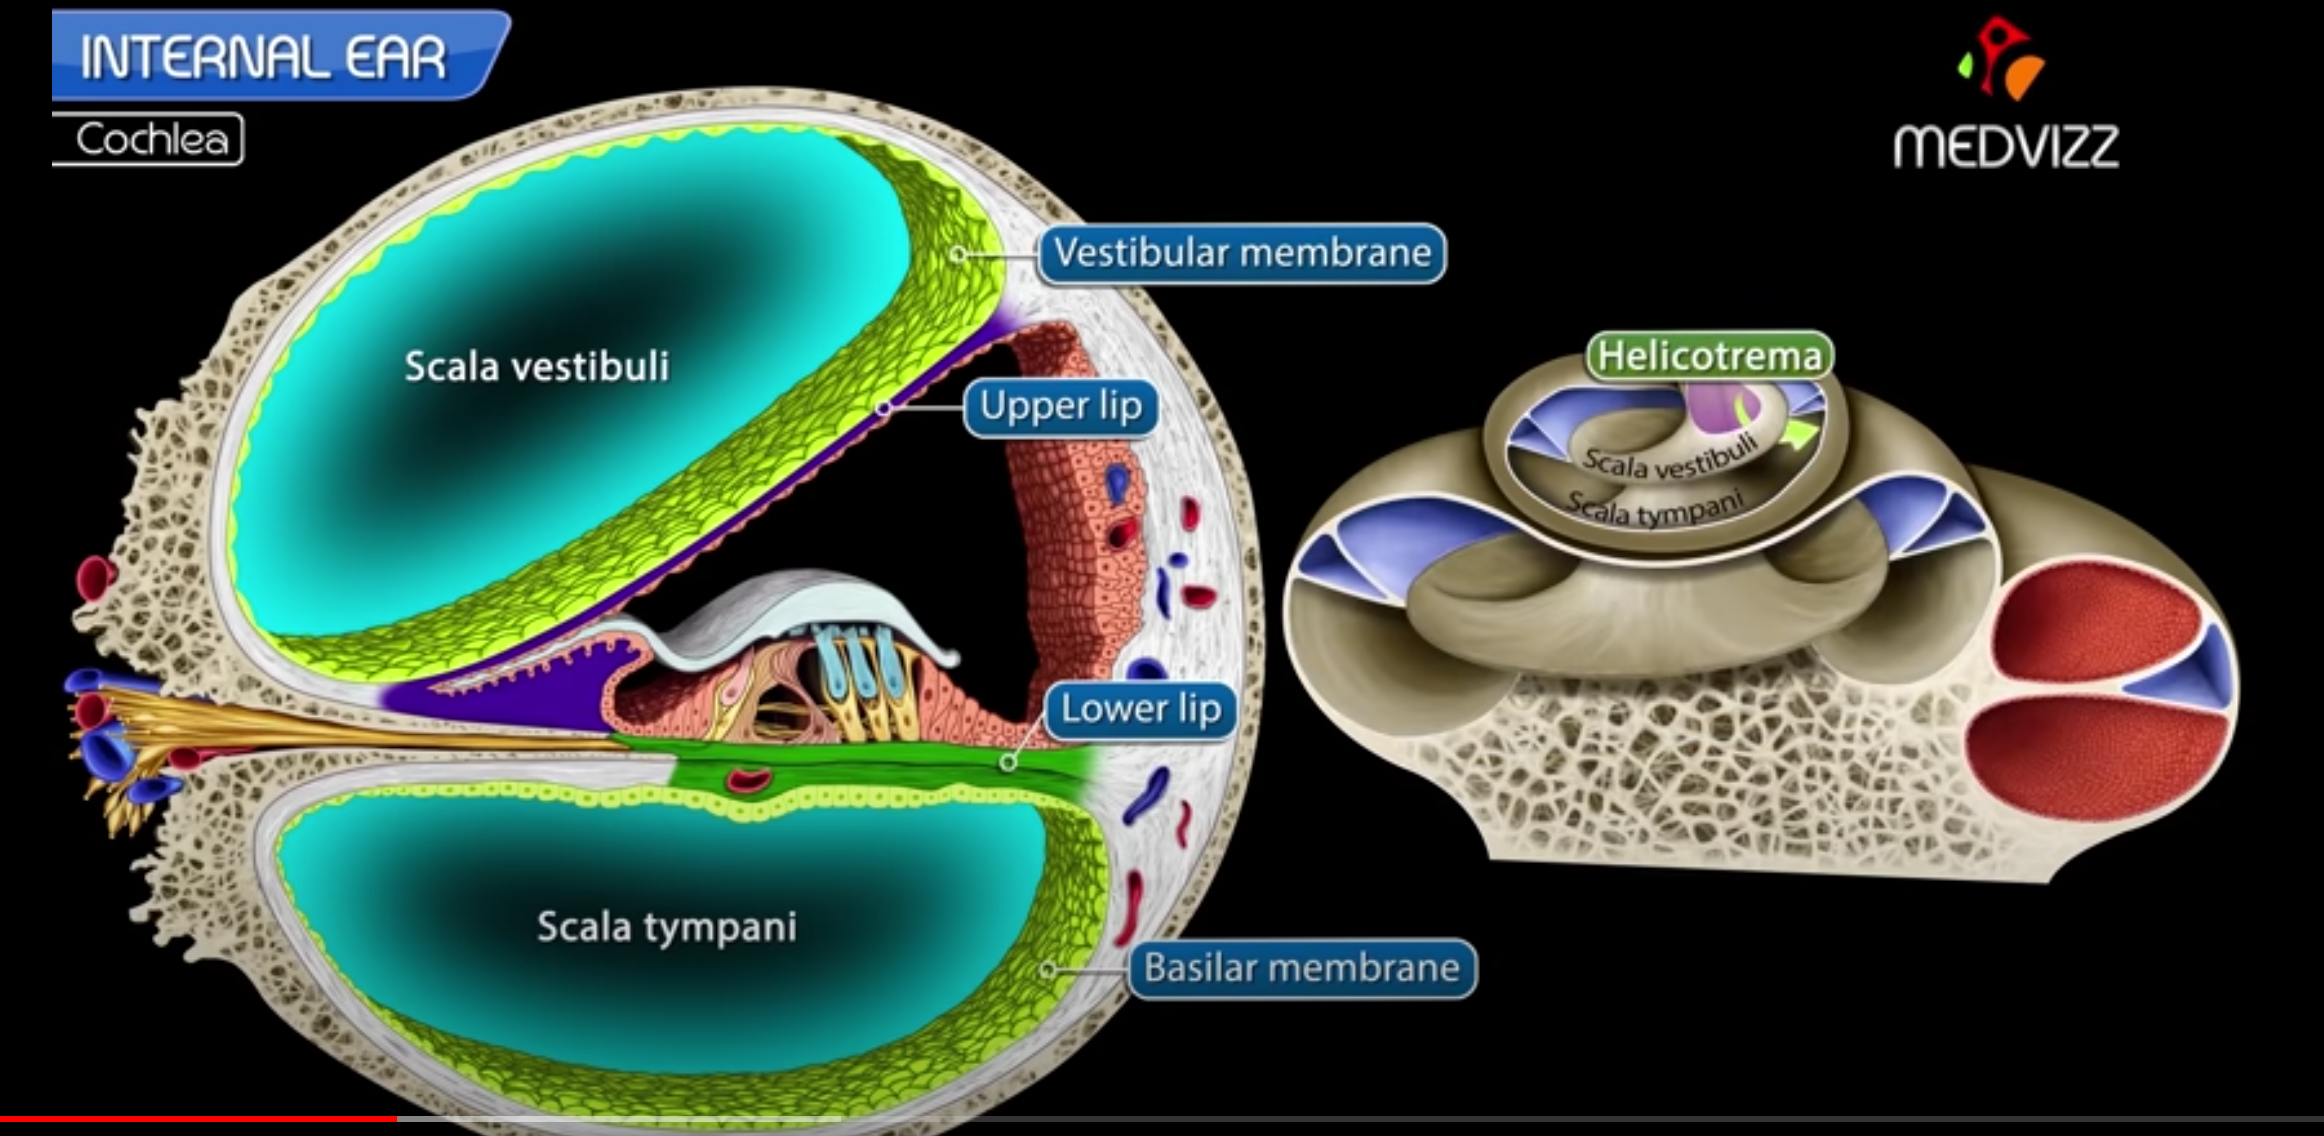 INTERNAL EAR
Cochlea
MEDVIZZ
Vestibular membrane
Scala vestibuli
Upper lip
Helicotrema
Scala vestibuli
Scala tympani
Lower lip
Scala tympani
Basilar membrane